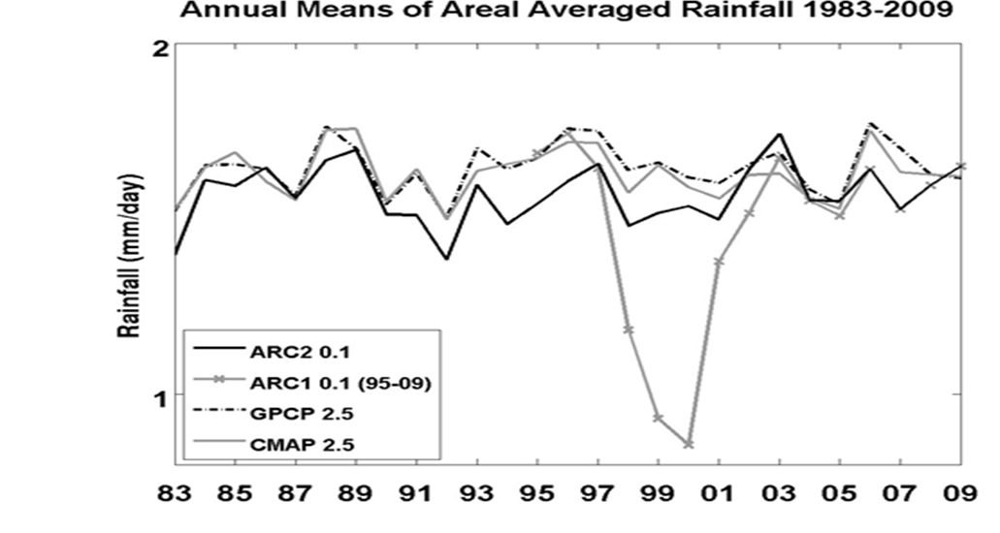 Annual Means of Areal Averaged Rainfall 1983-2009
2
Rainfall (mm/day)
1
ARC2 0.1
ARC1 0.1 (95-09)
GPCP 2.5
CMAP 2.5
83 85 87 89 91 93 95 97 99 01 03 05 07 09